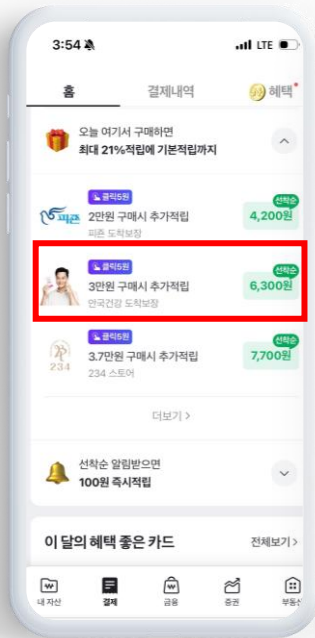 3:54
LTE
홈
결제내역
혜택
오늘 여기서 구매하면
최대 21%적립에 기본적립까지
피죤
클릭5원
2만원 구매시 추가적립
피죤 도착보장
선착순
4,200원
클릭5원
3만원 구매시 추가적립
안국건강 도착보장
선착순
6,300원
234
클릭5원
3.7만원 구매시 추가적립
234 스토어
선착순
7,700원
더보기 >
선착순 알림받으면
100원 즉시적립
이 달의 혜택 좋은 카드
전체보기 >
내 자산
결제
금융
증권
부동산